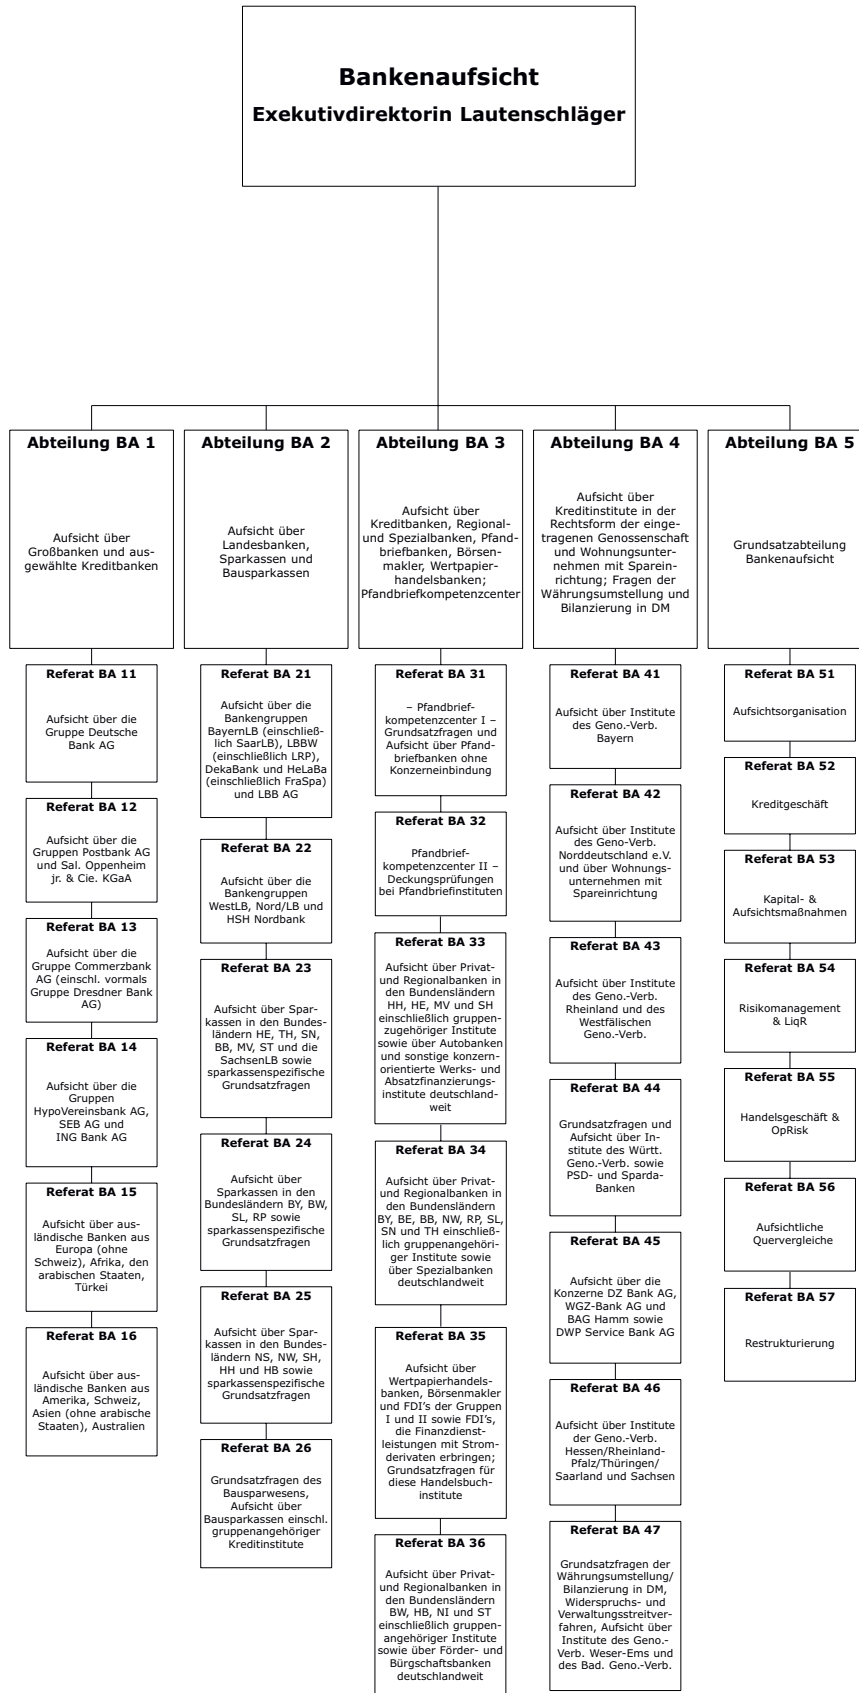 Bankenaufsicht
Exekutivdirektorin Lautenschläger
Abteilung BA 1
Aufsicht über
Großbanken und aus-
gewählte Kreditbanken
Referat BA 11
Aufsicht über die
Gruppe Deutsche
Bank AG
Referat BA 12
Aufsicht über die
Gruppen Postbank AG
und Sal. Oppenheim
jr. & Cie. KGaA
Referat BA 13
Aufsicht über die
Gruppe Commerzbank
AG (einschl. vormals
Gruppe Dresdner Bank
AG)
Referat BA 14
Aufsicht über die
Gruppen
HypoVereinsbank AG,
SEB AG und
ING Bank AG
Referat BA 15
Aufsicht über aus-
ländische Banken aus
Europa (ohne
Schweiz), Afrika, den
arabischen Staaten,
Türkei
Referat BA 16
Aufsicht über aus-
ländische Banken aus
Amerika, Schweiz,
Asien (ohne arabische
Staaten), Australien
Abteilung BA 2
Aufsicht über
Landesbanken,
Sparkassen und
Bausparkassen
Referat BA 21
Aufsicht über die
Bankengruppen
BayernLB (einschließ-
lich SaarLB), LBBW
(einschließlich LRP),
DekaBank und HeLaBa
(einschließlich FraSpa)
und LBB AG
Referat BA 22
Aufsicht über die
Bankengruppen
WestLB, Nord/LB und
HSH Nordbank
Referat BA 23
Aufsicht über Spar-
kassen in den Bundes-
ländern HE, TH, SN,
BB, MV, ST und die
SachsenLB sowie
sparkassenspezifische
Grundsatzfragen
Referat BA 24
Aufsicht über
Sparkassen in den
Bundesländern BY, BW,
SL, RP sowie
sparkassenspezifische
Grundsatzfragen
Referat BA 25
Aufsicht über Spar-
kassen in den Bundes-
ländern NS, NW, SH,
HH und HB sowie
sparkassenspezifische
Grundsatzfragen
Referat BA 26
Grundsatzfragen des
Bausparwesens,
Aufsicht über
Bausparkassen einschl.
gruppenangehöriger
Kreditinstitute
Abteilung BA 3
Aufsicht über
Kreditbanken, Regional-
und Spezialbanken, Pfand-
briefbanken, Börsen-
makler, Wertpapier-
handelsbanken;
Pfandbriefkompetenzcenter
Referat BA 31
– Pfandbrief-
kompetenzcenter I –
Grundsatzfragen und
Aufsicht über Pfand-
briefbanken ohne
Konzerneinbindung
Referat BA 32
Pfandbrief-
kompetenzcenter II –
Deckungsprüfungen
bei Pfandbriefinstituten
Referat BA 33
Aufsicht über Privat-
und Regionalbanken in
den Bundensländern
HH, HE, MV und SH
einschließlich gruppen-
zugehöriger Institute
sowie über Autobanken
und sonstige konzern-
orientierte Werks- und
Absatzfinanzierungs-
institute deutschland-
weit
Referat BA 34
Aufsicht über Privat-
und Regionalbanken in
den Bundensländern
BY, BE, BB, NW, RP, SL,
SN und TH einschließ-
lich gruppenangehöri-
ger Institute sowie
über Spezialbanken
deutschlandweit
Referat BA 35
Aufsicht über
Wertpapierhandels-
banken, Börsenmakler
und FDI's der Gruppen
I und II sowie FDI's,
die Finanzdienst-
leistungen mit Strom-
derivaten erbringen;
Grundsatzfragen für
diese Handelsbuch-
institute
Referat BA 36
Aufsicht über Privat-
und Regionalbanken in
den Bundensländern
BW, HB, NI und ST
einschließlich gruppen-
angehöriger Institute
sowie über Förder- und
Bürgschaftsbanken
deutschlandweit
Abteilung BA 4
Aufsicht über
Kreditinstitute in der
Rechtsform der einge-
tragenen Genossenschaft
und Wohnungsunter-
nehmen mit Sparein-
richtung; Fragen der
Währungsumstellung und
Bilanzierung in DM
Referat BA 41
Aufsicht über Institute
des Geno.-Verb.
Bayern
Referat BA 42
Aufsicht über Institute
des Geno-Verb.
Norddeutschland e.V.
und über Wohnungs-
unternehmen mit
Spareinrichtung
Referat BA 43
Aufsicht über Institute
des Geno.-Verb.
Rheinland und des
Westfälischen
Geno.-Verb.
Referat BA 44
Grundsatzfragen und
Aufsicht über In-
stitute des Württ.
Geno.-Verb. sowie
PSD- und Sparda-
Banken
Referat BA 45
Aufsicht über die
Konzerne DZ Bank AG,
WGZ-Bank AG und
BAG Hamm sowie
DWP Service Bank AG
Referat BA 46
Aufsicht über Institute
der Geno.-Verb.
Hessen/Rheinland-
Pfalz/Thüringen/
Saarland und Sachsen
Referat BA 47
Grundsatzfragen der
Währungsumstellung/
Bilanzierung in DM,
Widerspruchs- und
Verwaltungsstreitver-
fahren, Aufsicht über
Institute des Geno.-
Verb. Weser-Ems und
des Bad. Geno.-Verb.
Abteilung BA 5
Grundsatzabteilung
Bankenaufsicht
Referat BA 51
Aufsichtsorganisation
Referat BA 52
Kreditgeschäft
Referat BA 53
Kapital- &
Aufsichtsmaßnahmen
Referat BA 54
Risikomanagement
& LiqR
Referat BA 55
Handelsgeschäft &
OpRisk
Referat BA 56
Aufsichtliche
Quervergleiche
Referat BA 57
Restrukturierung